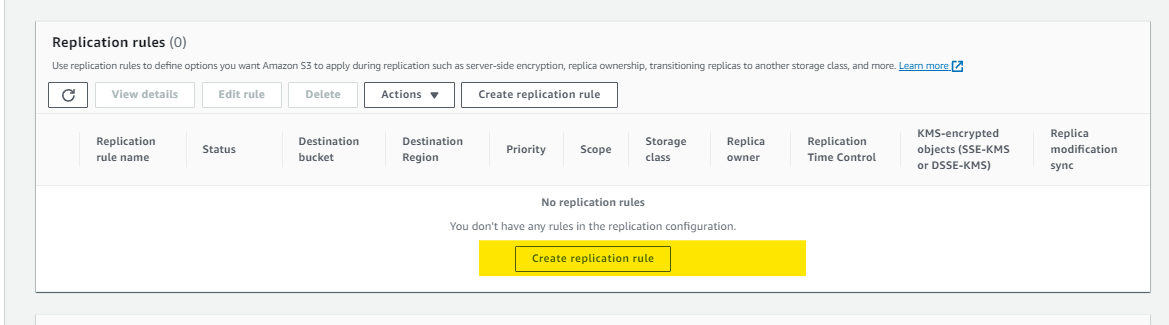 Replication rules (0)
Use replication rules to define options you want Amazon S3 to apply during replication such as server-side encryption, replica ownership, transitioning replicas to another storage class, and more. Learn more
View details Edit rule Delete Actions Create replication rule
Replication rule name Status Destination bucket Destination Region Priority Scope Storage class Replica owner Replication Time Control KMS-encrypted objects (SSE-KMS or DSSE-KMS) Replica modification sync
No replication rules
You don't have any rules in the replication configuration.
Create replication rule